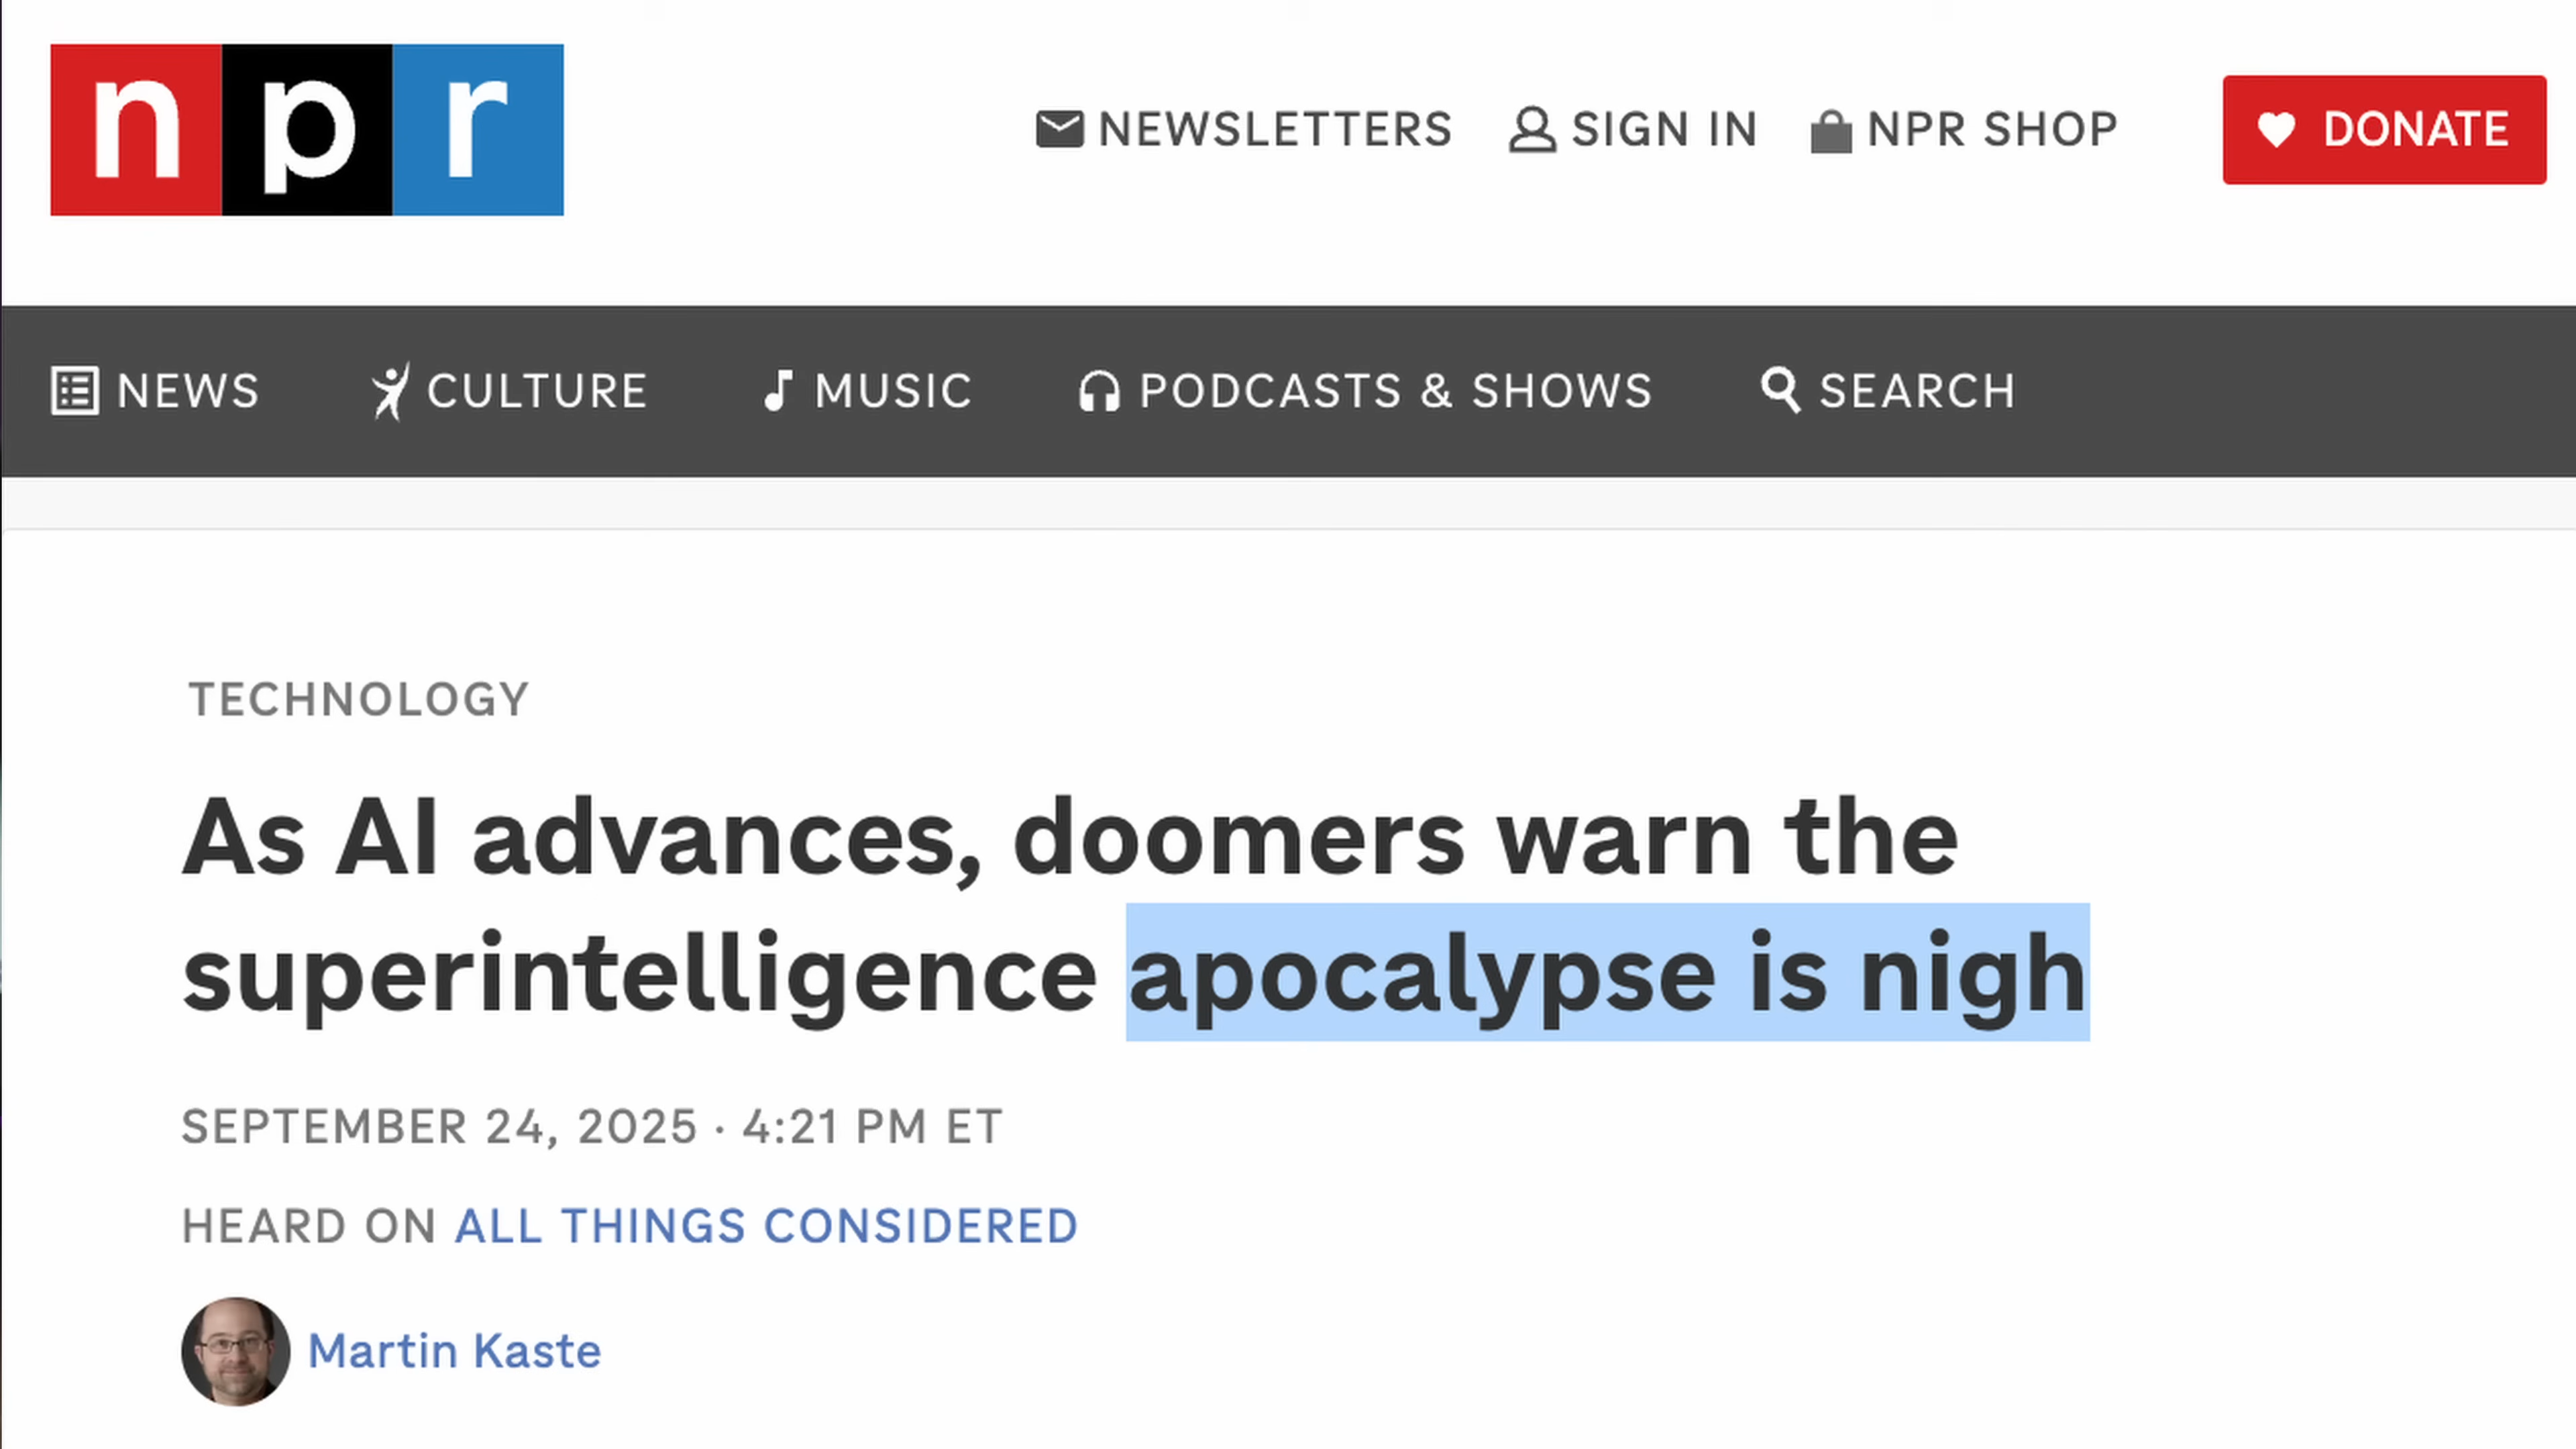 npr
NEWSLETTERS
SIGN IN
NPR SHOP
DONATE
NEWS
CULTURE
MUSIC
PODCASTS & SHOWS
SEARCH
TECHNOLOGY
As AI advances, doomers warn the
superintelligence apocalypse is nigh
SEPTEMBER 24, 2025 · 4:21 PM ET
HEARD ON ALL THINGS CONSIDERED
Martin Kaste